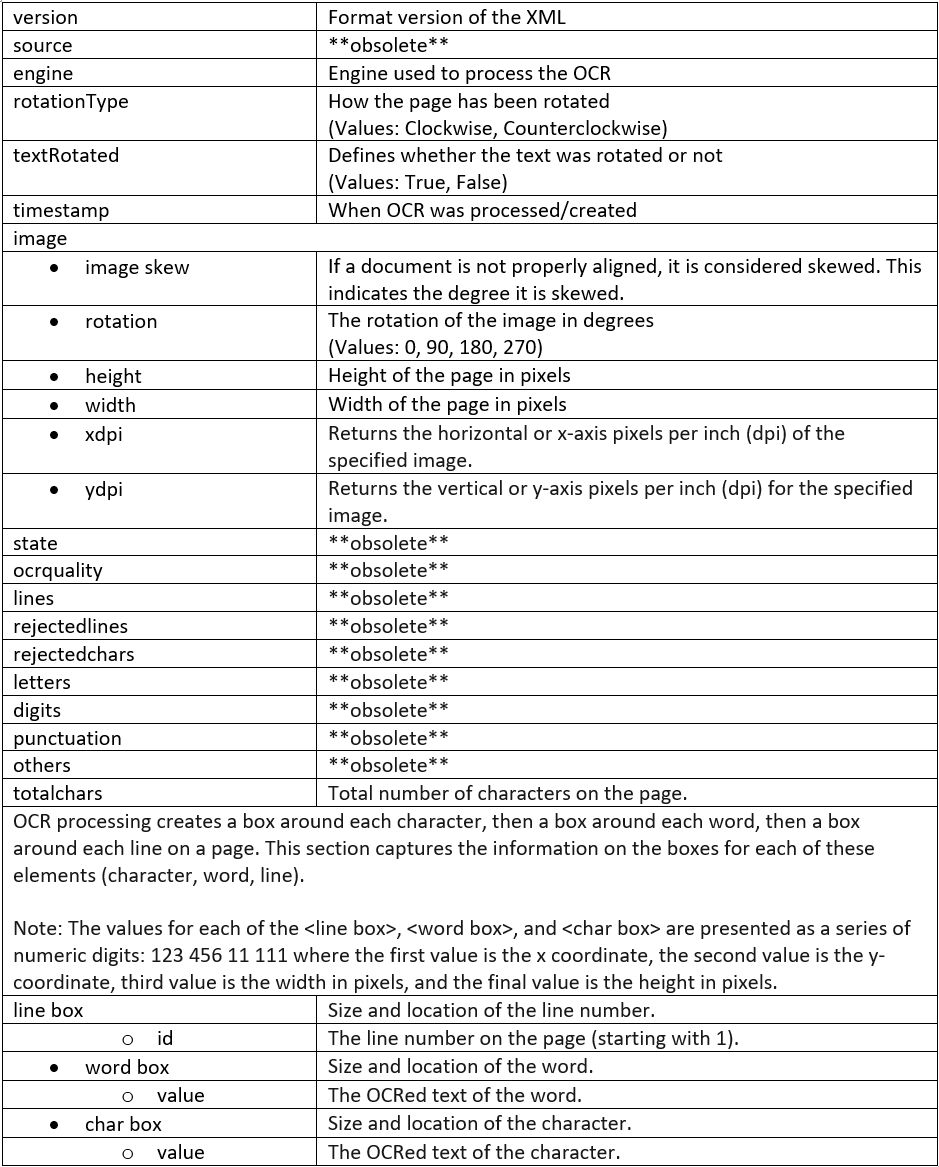 version Format version of the XML
source **obsolete**
engine Engine used to process the OCR
rotationType How the page has been rotated
(Values: Clockwise, Counterclockwise)
textRotated Defines whether the text was rotated or not
(Values: True, False)
timestamp When OCR was processed/created
image
• image skew If a document is not properly aligned, it is considered skewed. This
indicates the degree it is skewed.
• rotation The rotation of the image in degrees
(Values: 0, 90, 180, 270)
• height Height of the page in pixels
• width Width of the page in pixels
• xdpi Returns the horizontal or x-axis pixels per inch (dpi) of the
specified image.
• ydpi Returns the vertical or y-axis pixels per inch (dpi) for the specified
image.
state **obsolete**
ocrquality **obsolete**
lines **obsolete**
rejectedlines **obsolete**
rejectedchars **obsolete**
letters **obsolete**
digits **obsolete**
punctuation **obsolete**
others **obsolete**
totalchars Total number of characters on the page.
OCR processing creates a box around each character, then a box around each word, then a box
around each line on a page. This section captures the information on the boxes for each of these
elements (character, word, line).
Note: The values for each of the <line box>, <word box>, and <char box> are presented as a series of
numeric digits: 123 456 11 111 where the first value is the x coordinate, the second value is the y-
coordinate, third value is the width in pixels, and the final value is the height in pixels.
line box Size and location of the line number.
o id The line number on the page (starting with 1).
• word box Size and location of the word.
o value The OCRed text of the word.
• char box Size and location of the character.
o value The OCRed text of the character.